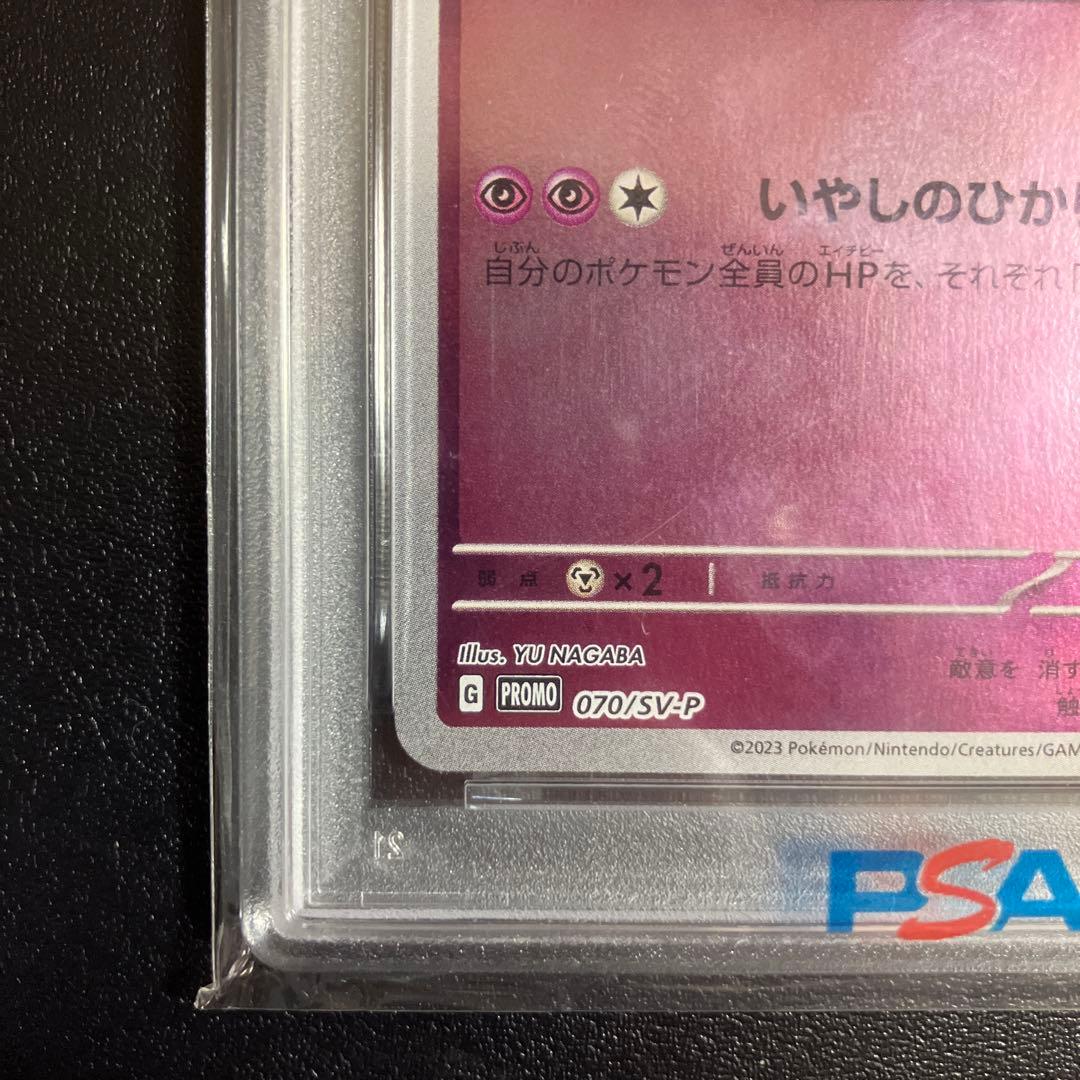 いやしのひから
じぶん ぜんいん エイチピー
自分のポケモン全員のHPを、それぞれ「
弱点 ×2 抵抗力
Illus. YU NAGABA
敵意を 消す
G PROMO 070/SV-P
触
©2023 Pokémon/Nintendo/Creatures/GAM
21
PSA